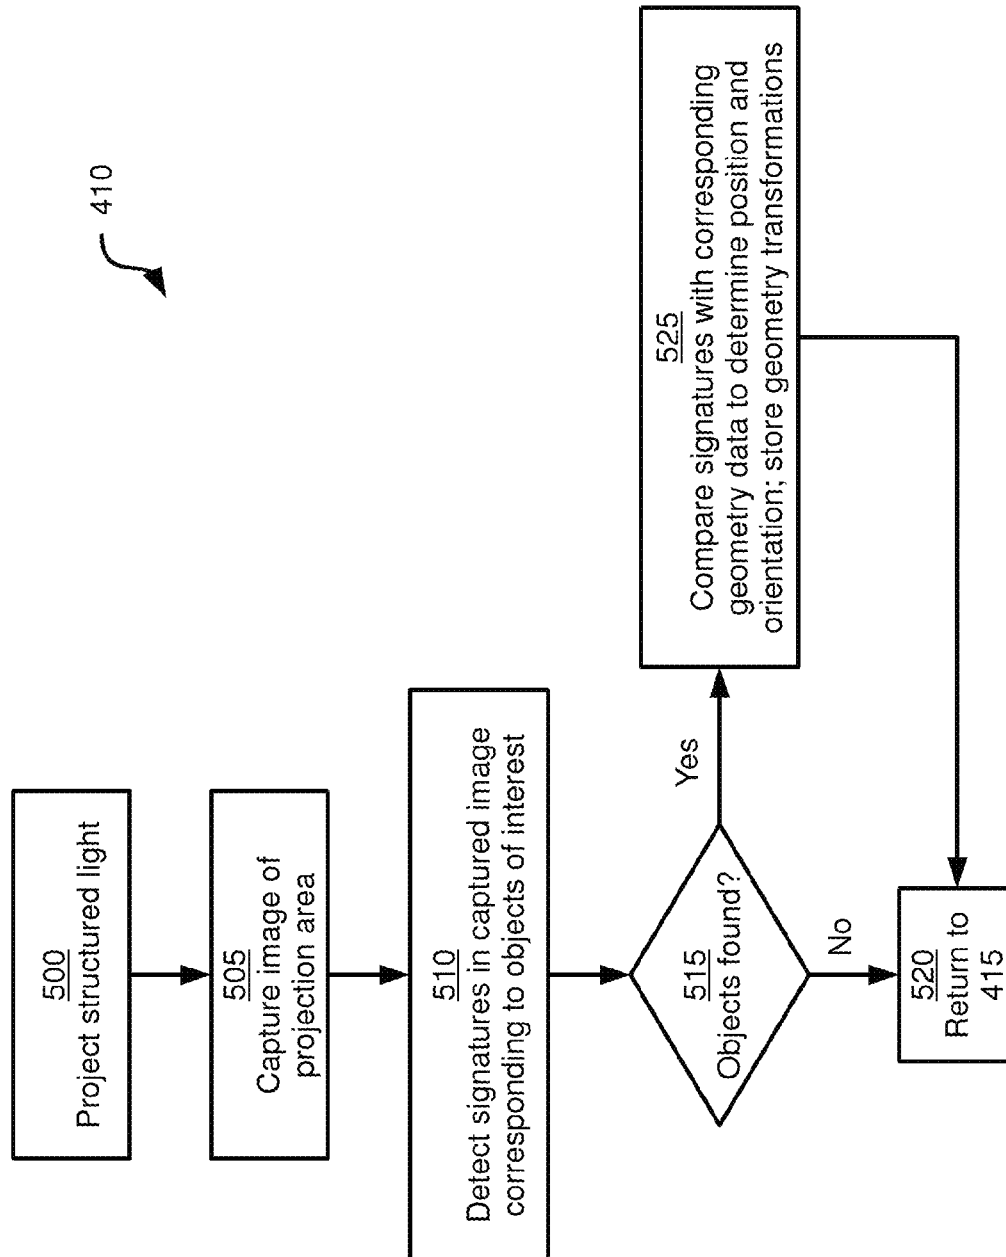 410
500
Project structured light
505
Capture image of
projection area
510
Detect signatures in captured image
corresponding to objects of interest
515
Objects found?
Yes
No
525
Compare signatures with corresponding
geometry data to determine position and
orientation; store geometry transformations
520
Return to
415